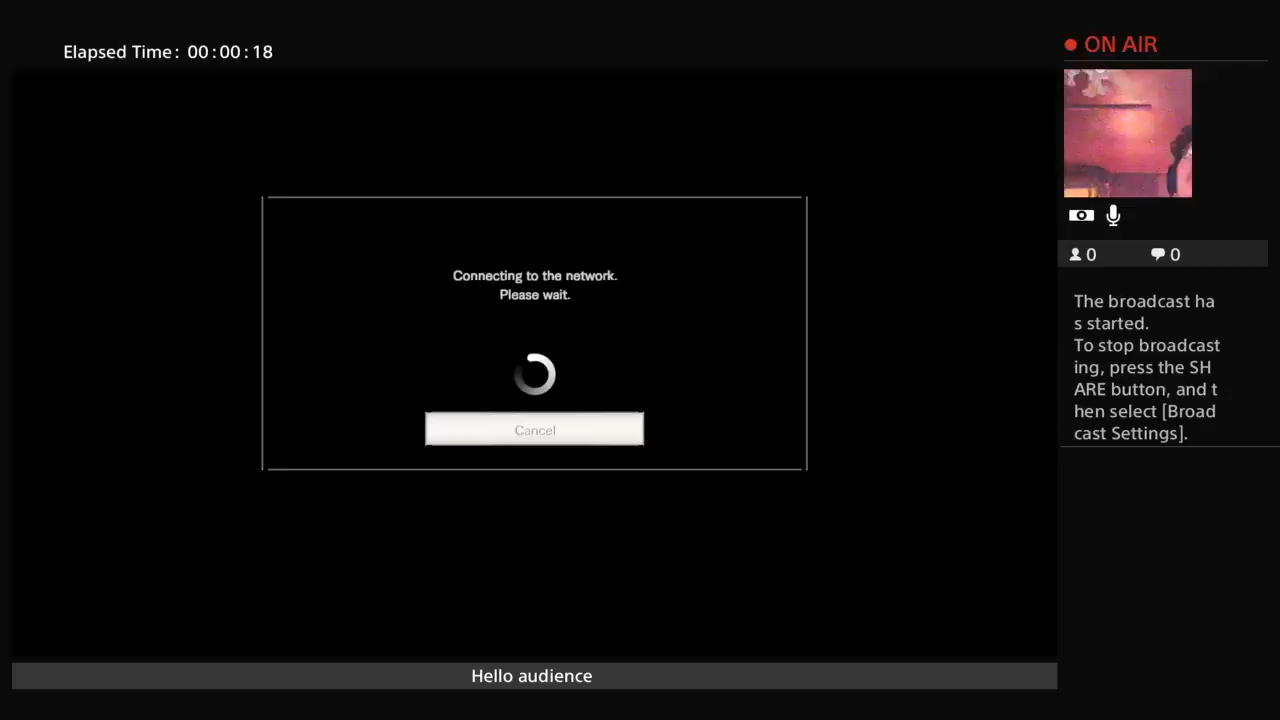 Elapsed Time: 00:00:18
ON AIR
0 0
Connecting to the network.
Please wait.
Cancel
The broadcast ha
s started.
To stop broadcast
ing, press the SH
ARE button, and t
hen select [Broad
cast Settings].
Hello audience